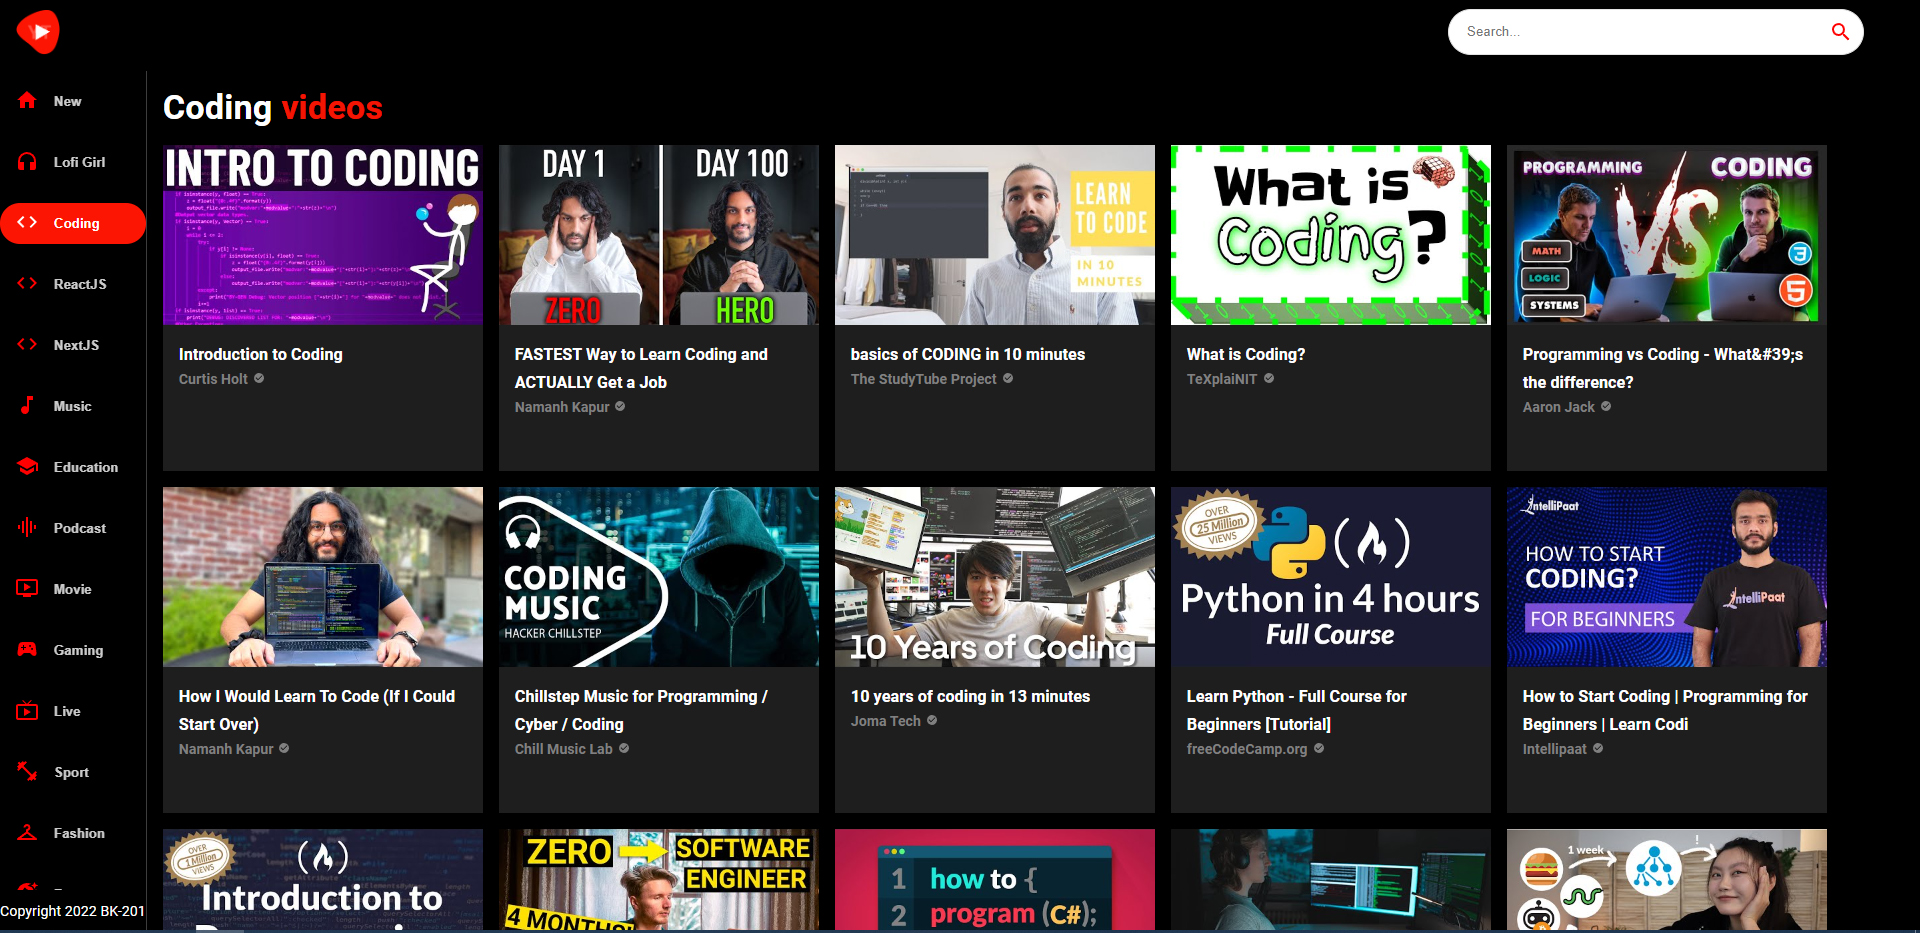 Search...
New
Lofi Girl
Coding
ReactJS
NextJS
Music
Education
Podcast
Movie
Gaming
Live
Sport
Fashion
Copyright 2022 BK-201
Coding videos
INTRO TO CODING
Introduction to Coding
Curtis Holt
DAY 1
DAY 100
ZERO
HERO
FASTEST Way to Learn Coding and
ACTUALLY Get a Job
Namanh Kapur
LEARN
TO CODE
IN 10
MINUTES
basics of CODING in 10 minutes
The StudyTube Project
What is
Coding?
What is Coding?
TeXplaiNIT
PROGRAMMING
CODING
VS
MATH
LOGIC
SYSTEMS
3
5
Programming vs Coding - What&#39;s
the difference?
Aaron Jack
How I Would Learn To Code (If I Could
Start Over)
Namanh Kapur
CODING
MUSIC
HACKER CHILLSTEP
Chillstep Music for Programming /
Cyber / Coding
Chill Music Lab
10 Years of Coding
10 years of coding in 13 minutes
Joma Tech
OVER
25 Million
VIEWS
Python in 4 hours
Full Course
Learn Python - Full Course for
Beginners [Tutorial]
freeCodeCamp.org
IntelliPaat
HOW TO START
CODING?
FOR BEGINNERS
IntelliPaat
How to Start Coding | Programming for
Beginners | Learn Codi
Intellipaat
OVER
1 Million
VIEWS
Introduction to
ZERO
SOFTWARE
ENGINEER
4 MONTHS!
1 how to {
2 program (C#);
1 week
!